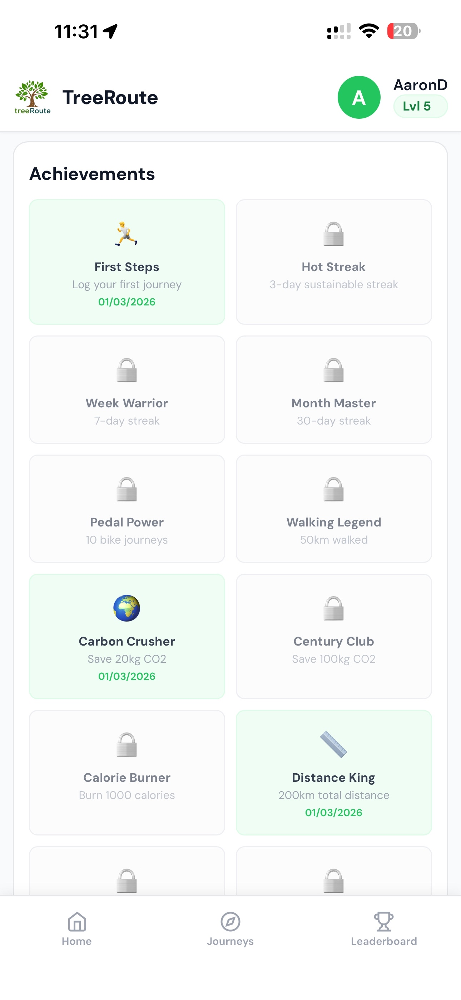 11:31
20
treeRoute
TreeRoute
A
AaronD
Lvl 5
Achievements
First Steps
Log your first journey
01/03/2026
Hot Streak
3-day sustainable streak
Week Warrior
7-day streak
Month Master
30-day streak
Pedal Power
10 bike journeys
Walking Legend
50km walked
Carbon Crusher
Save 20kg CO2
01/03/2026
Century Club
Save 100kg CO2
Calorie Burner
Burn 1000 calories
Distance King
200km total distance
01/03/2026
Home
Journeys
Leaderboard